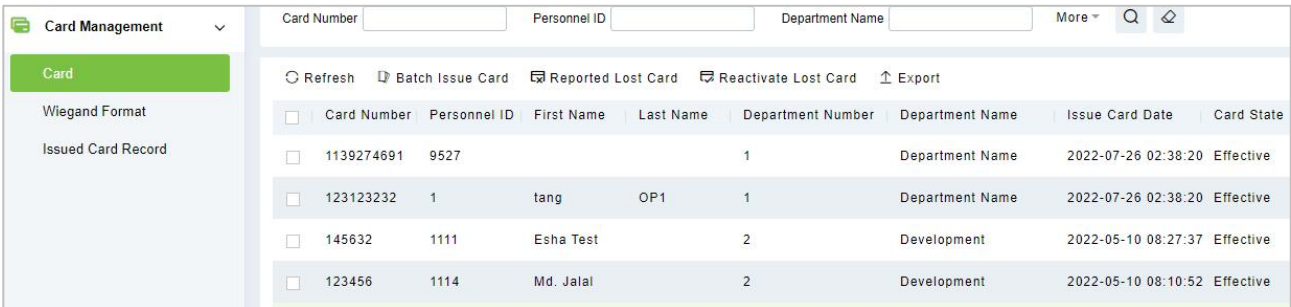 Card Management
Card
Wiegand Format
Issued Card Record
Card Number Personnel ID Department Name More
Refresh Batch Issue Card Reported Lost Card Reactivate Lost Card Export
Card Number Personnel ID First Name Last Name Department Number Department Name Issue Card Date Card State
1139274691 9527 1 Department Name 2022-07-26 02:38:20 Effective
123123232 1 tang OP1 1 Department Name 2022-07-26 02:38:20 Effective
145632 1111 Esha Test 2 Development 2022-05-10 08:27:37 Effective
123456 1114 Md. Jalal 2 Development 2022-05-10 08:10:52 Effective